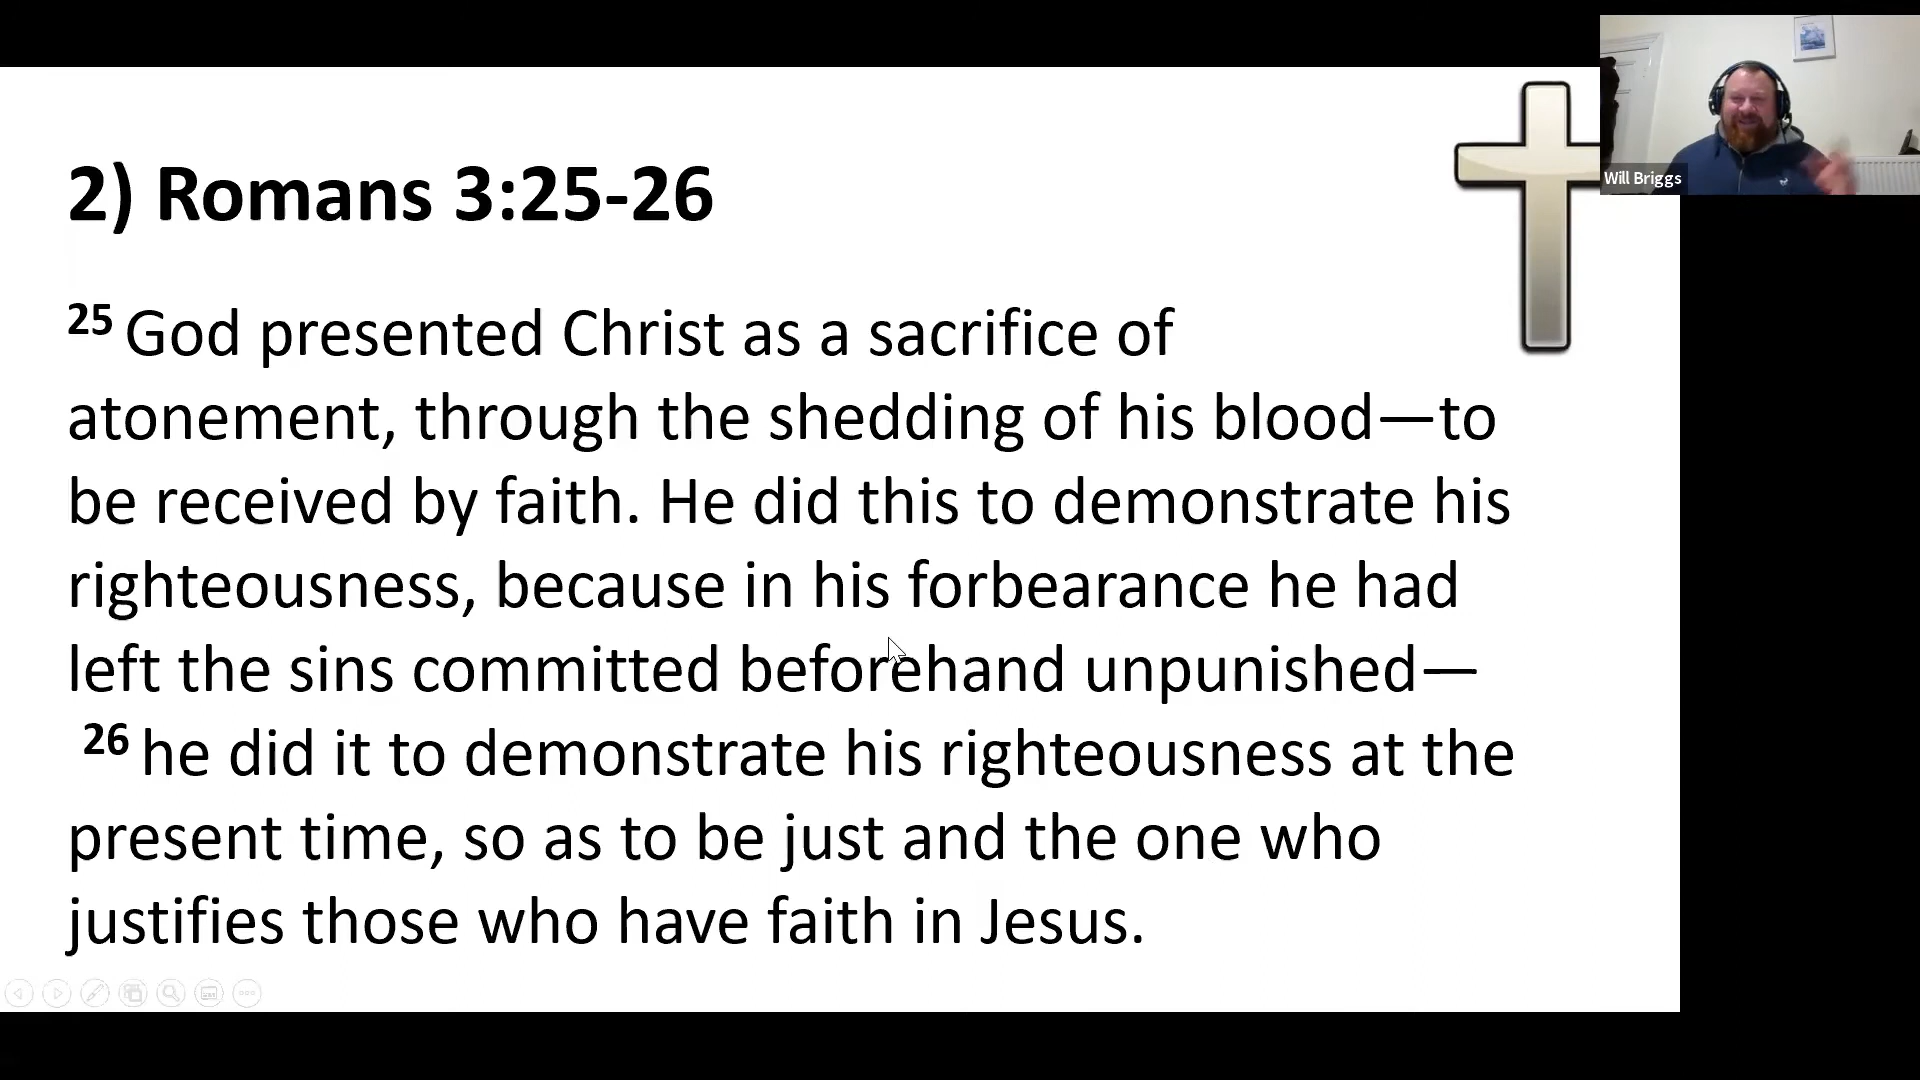 2) Romans 3:25-26
25 God presented Christ as a sacrifice of
atonement, through the shedding of his blood—to
be received by faith. He did this to demonstrate his
righteousness, because in his forbearance he had
left the sins committed beforehand unpunished—
26 he did it to demonstrate his righteousness at the
present time, so as to be just and the one who
justifies those who have faith in Jesus.
Will Briggs